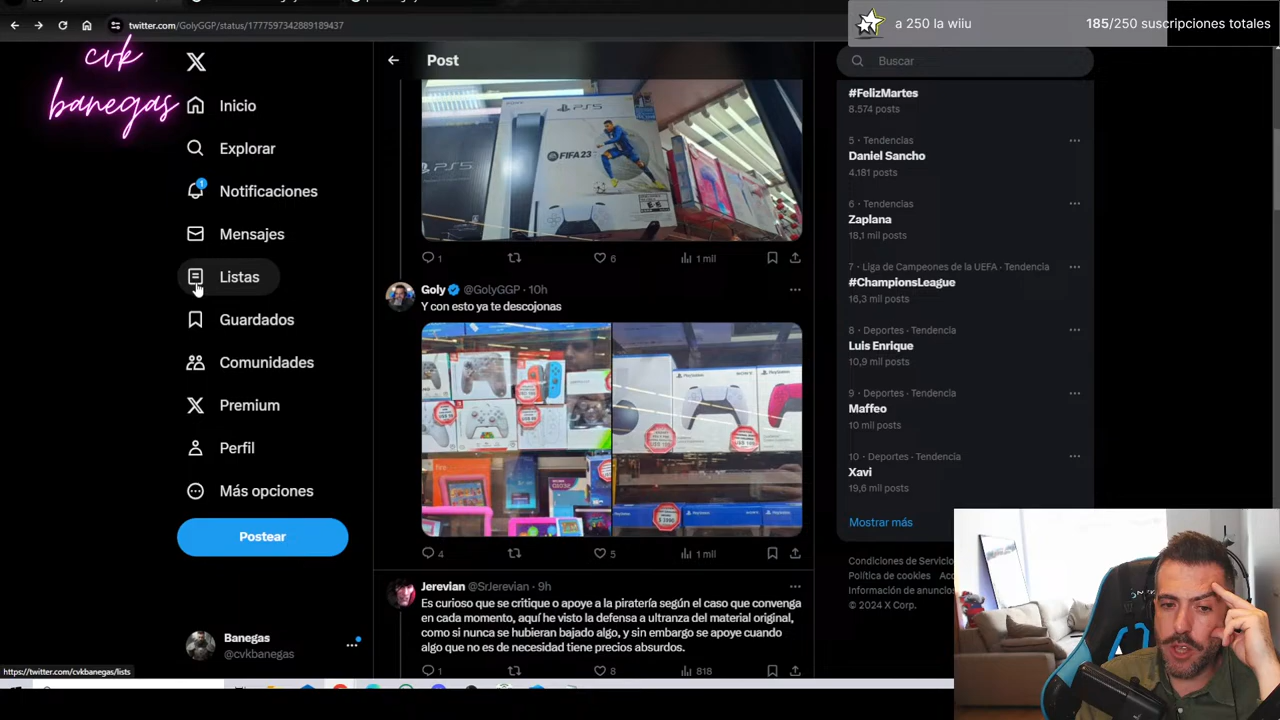 twitter.com/GolyGGP/status/1777597342889189437
a 250 la wiiu
185/250 suscripciones totales
cvk
banegas
Inicio
Explorar
1
Notificaciones
Mensajes
Listas
Guardados
Comunidades
Premium
Perfil
Más opciones
Postear
Banegas
@cvkbanegas
https://twitter.com/cvkbanegas/lists
Post
PS5
PS5
FIFA 23
1
6
1 mil
Goly @GolyGGP · 10h
Y con esto ya te descojonas
4
5
1 mil
Jerevian @SrJerevian · 9h
Es curioso que se critique o apoye a la piratería según el caso que convenga
en cada momento, aquí he visto la defensa a ultranza del material original,
como si nunca se hubieran bajado algo, y sin embargo se apoye cuando
algo que no es de necesidad tiene precios absurdos.
1
8
818
Buscar
#FelizMartes
8.574 posts
5 · Tendencias
Daniel Sancho
4.181 posts
6 · Tendencias
Zaplana
18,1 mil posts
7 · Liga de Campeones de la UEFA · Tendencia
#ChampionsLeague
16,3 mil posts
8 · Deportes · Tendencia
Luis Enrique
10,9 mil posts
9 · Deportes · Tendencia
Maffeo
10 mil posts
10 · Deportes · Tendencia
Xavi
19,6 mil posts
Mostrar más
Condiciones de Servicio
Política de cookies
Información de anuncios
© 2024 X Corp.